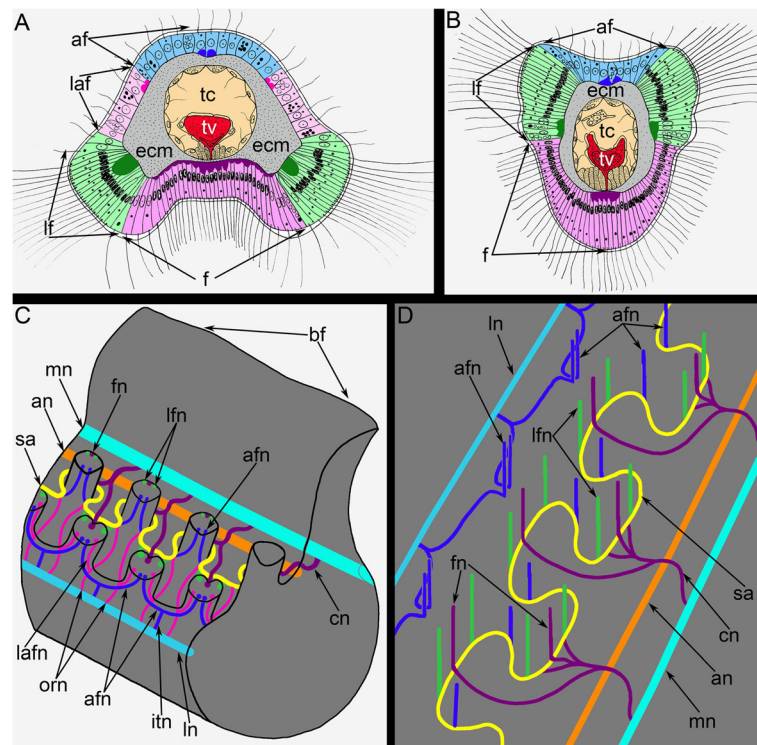 A
af
laf
tc
tv
ecm
ecm
lf
f
B
af
lf
ecm
tc
tv
f
C
bf
mn
an
fn
lfn
sa
afn
cn
lafn
orn
afn
itn
ln
D
ln
afn
afn
lfn
fn
sa
cn
an
mn